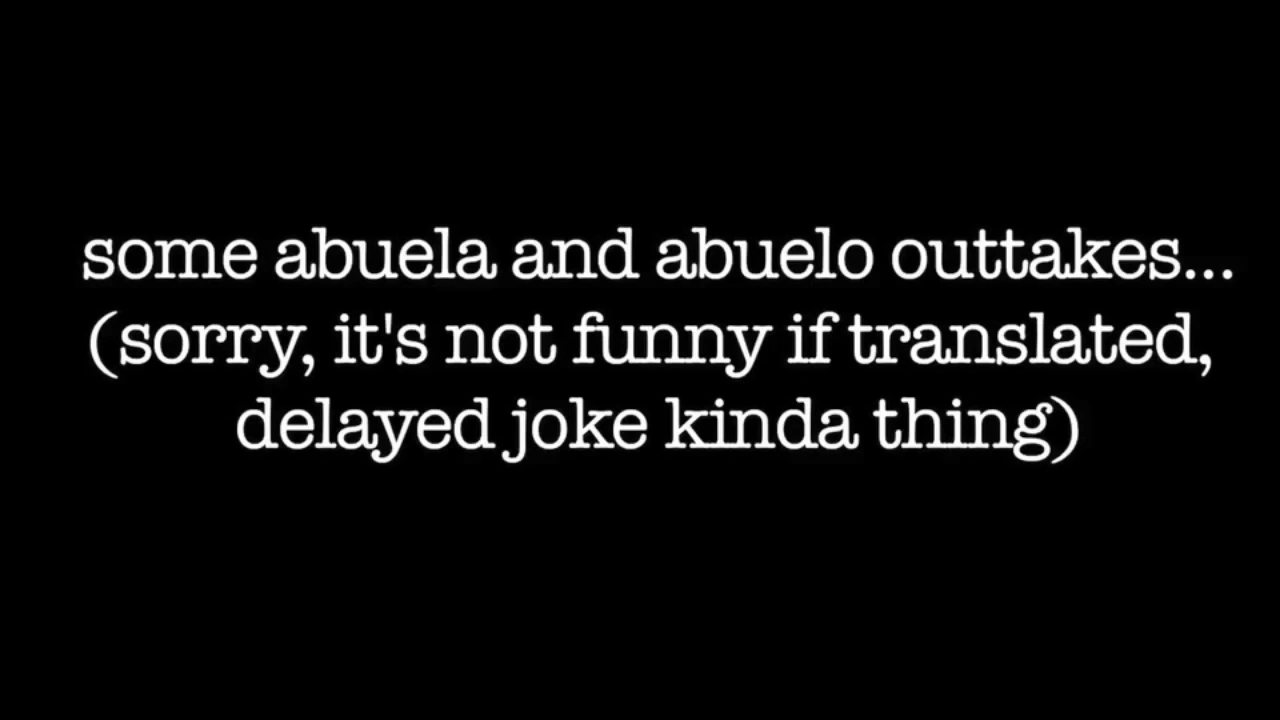 some abuela and abuelo outtakes...
(sorry, it's not funny if translated,
delayed joke kinda thing)